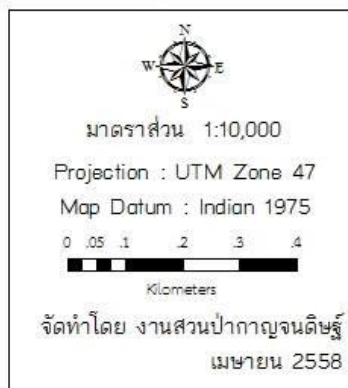 N
W E
S
มาตราส่วน 1:10,000
Projection : UTM Zone 47
Map Datum : Indian 1975
0 .05 .1 .2 .3 .4
Kilometers
จัดทำโดย งานสวนป่ากาญจนดิษฐ์
เมษายน 2558